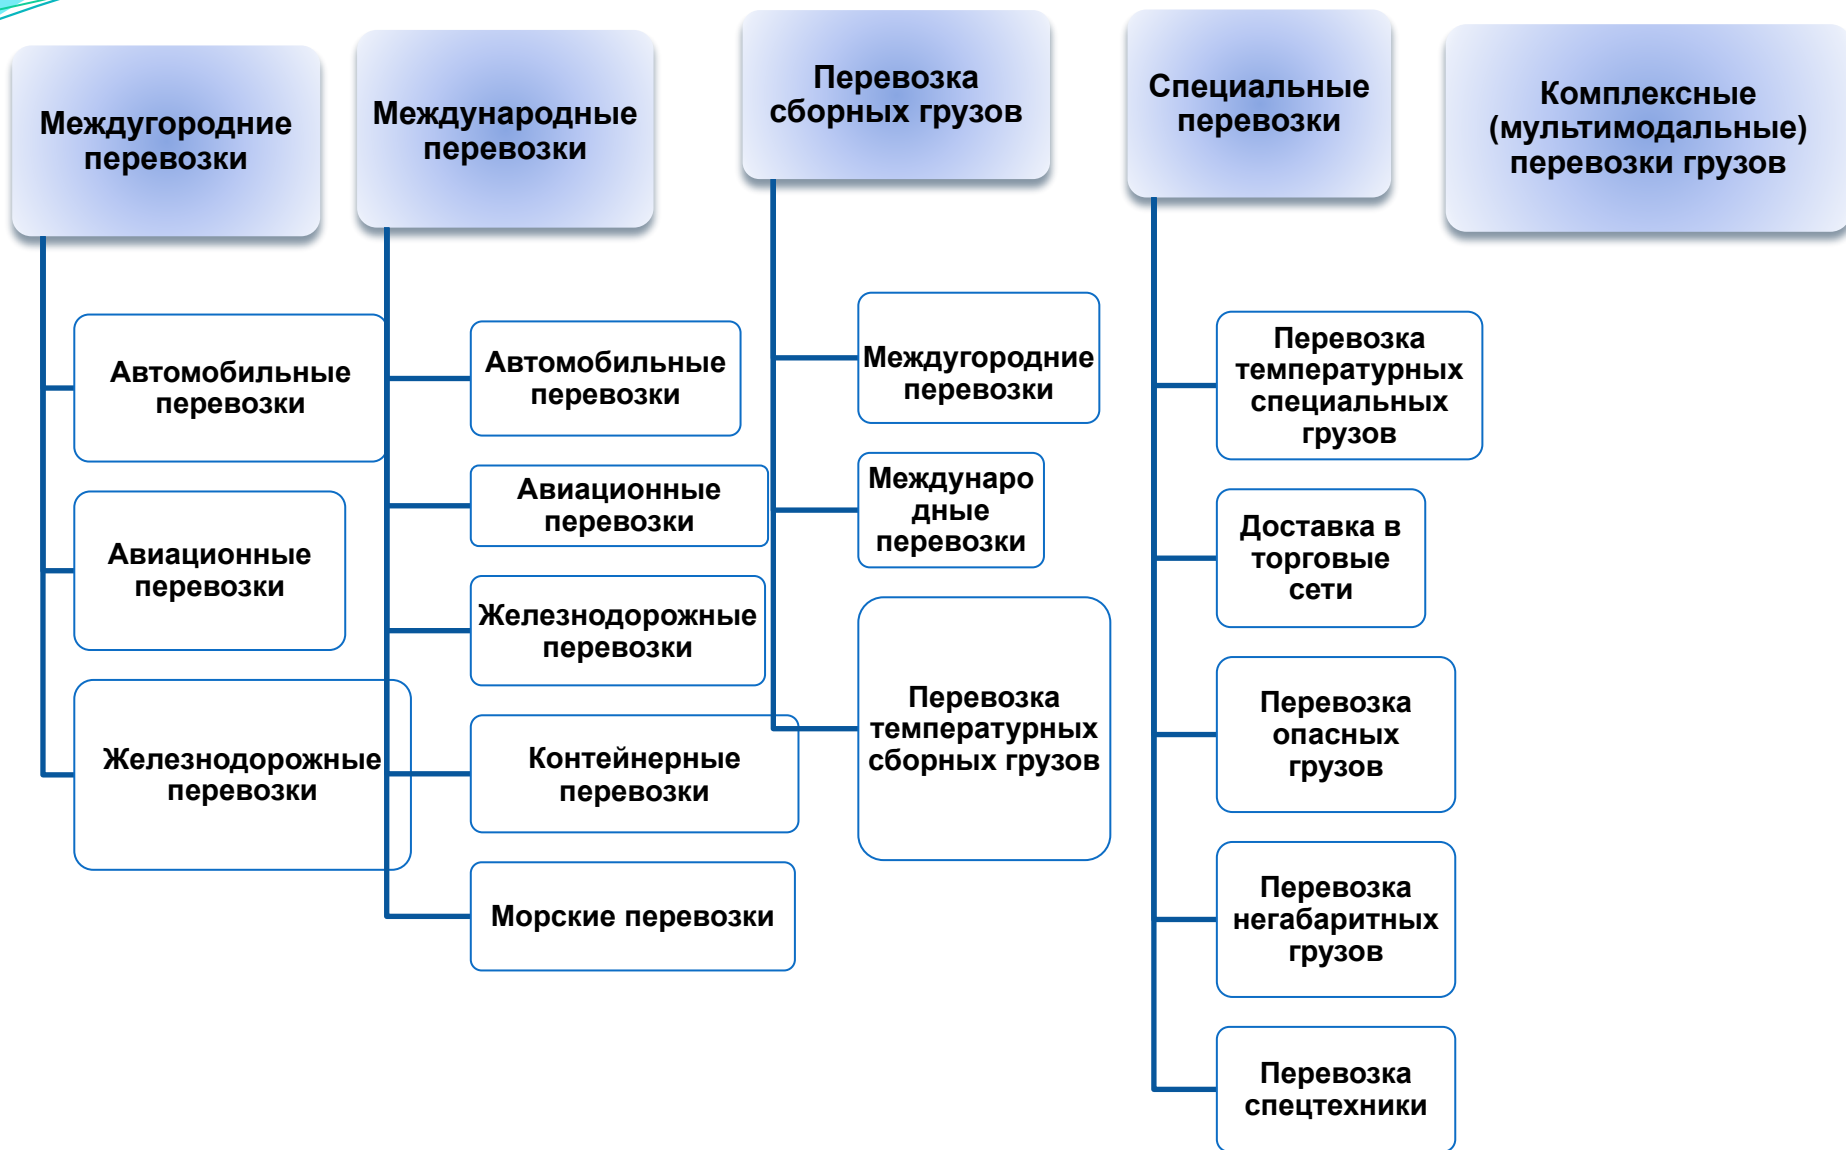 Междугородние
перевозки
Автомобильные
перевозки
Авиационные
перевозки
Железнодорожные
перевозки
Международные
перевозки
Автомобильные
перевозки
Авиационные
перевозки
Железнодорожные
перевозки
Контейнерные
перевозки
Морские перевозки
Перевозка
сборных грузов
Междугородние
перевозки
Междунаро
дные
перевозки
Перевозка
температурных
сборных грузов
Специальные
перевозки
Перевозка
температурных
специальных
грузов
Доставка в
торговые
сети
Перевозка
опасных
грузов
Перевозка
негабаритных
грузов
Перевозка
спецтехники
Комплексные
(мультимодальные)
перевозки грузов